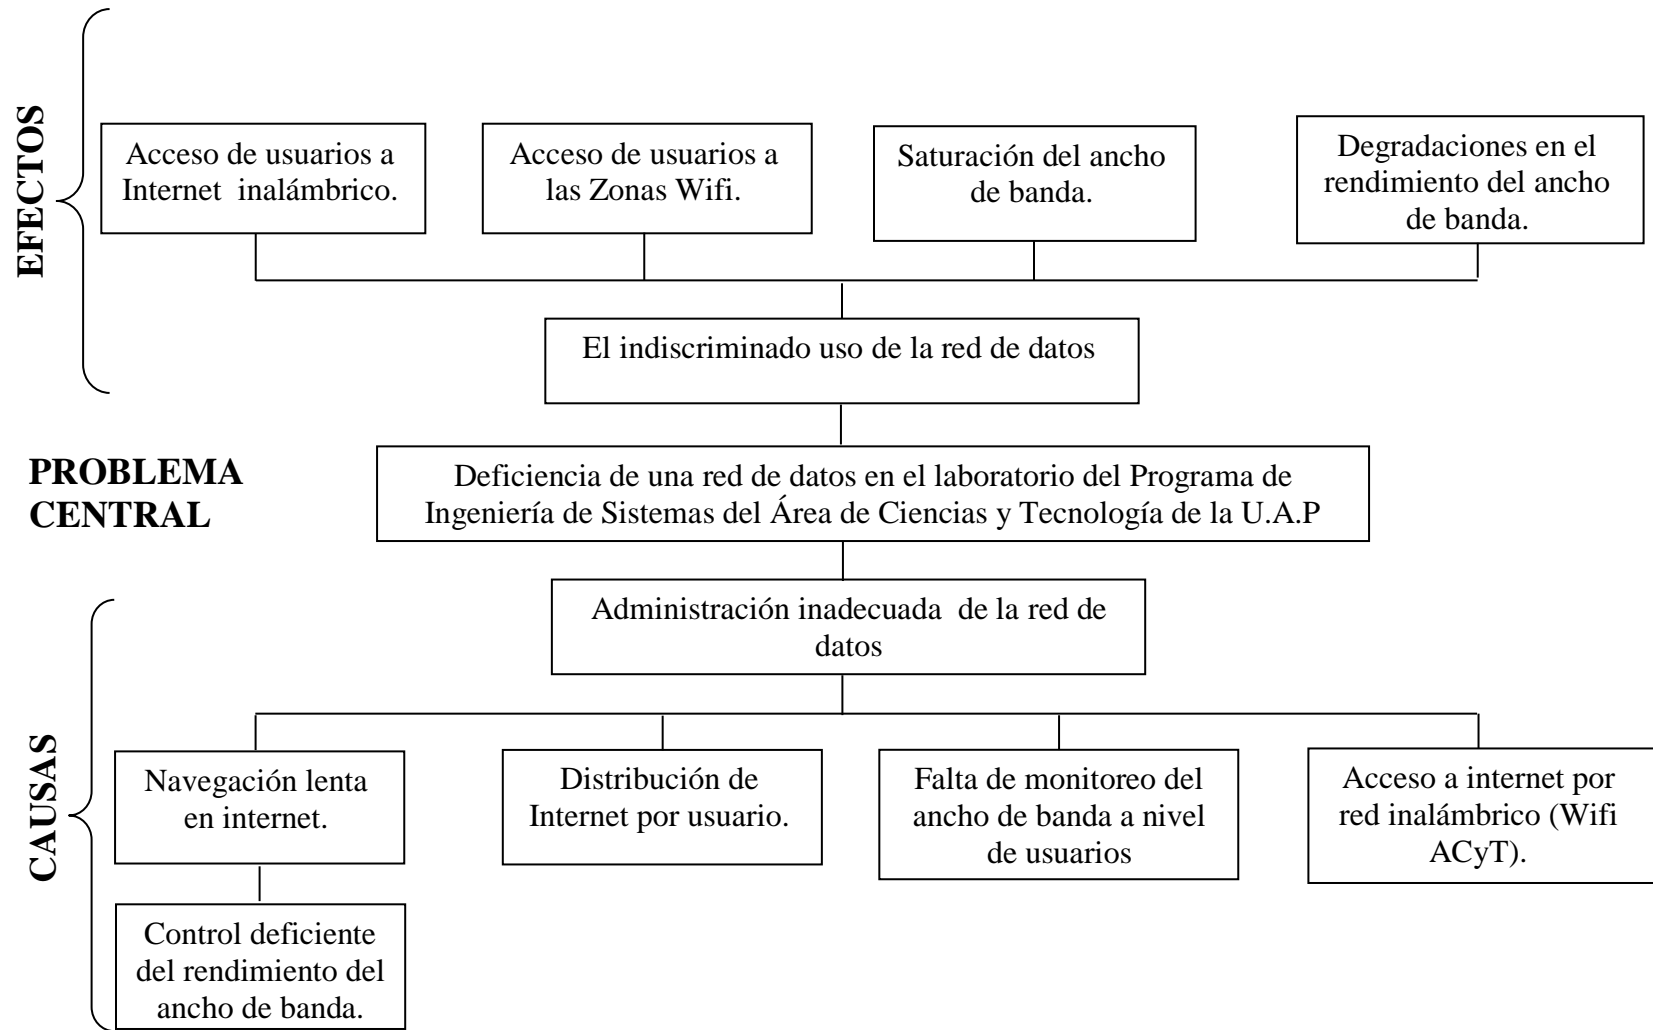 EFECTOS
Acceso de usuarios a
Internet inalámbrico.
Acceso de usuarios a
las Zonas Wifi.
Saturación del ancho
de banda.
Degradaciones en el
rendimiento del ancho
de banda.
El indiscriminado uso de la red de datos
PROBLEMA
CENTRAL
Deficiencia de una red de datos en el laboratorio del Programa de
Ingeniería de Sistemas del Área de Ciencias y Tecnología de la U.A.P
Administración inadecuada de la red de
datos
CAUSAS
Navegación lenta
en internet.
Distribución de
Internet por usuario.
Falta de monitoreo del
ancho de banda a nivel
de usuarios
Acceso a internet por
red inalámbrico (Wifi
ACyT).
Control deficiente
del rendimiento del
ancho de banda.